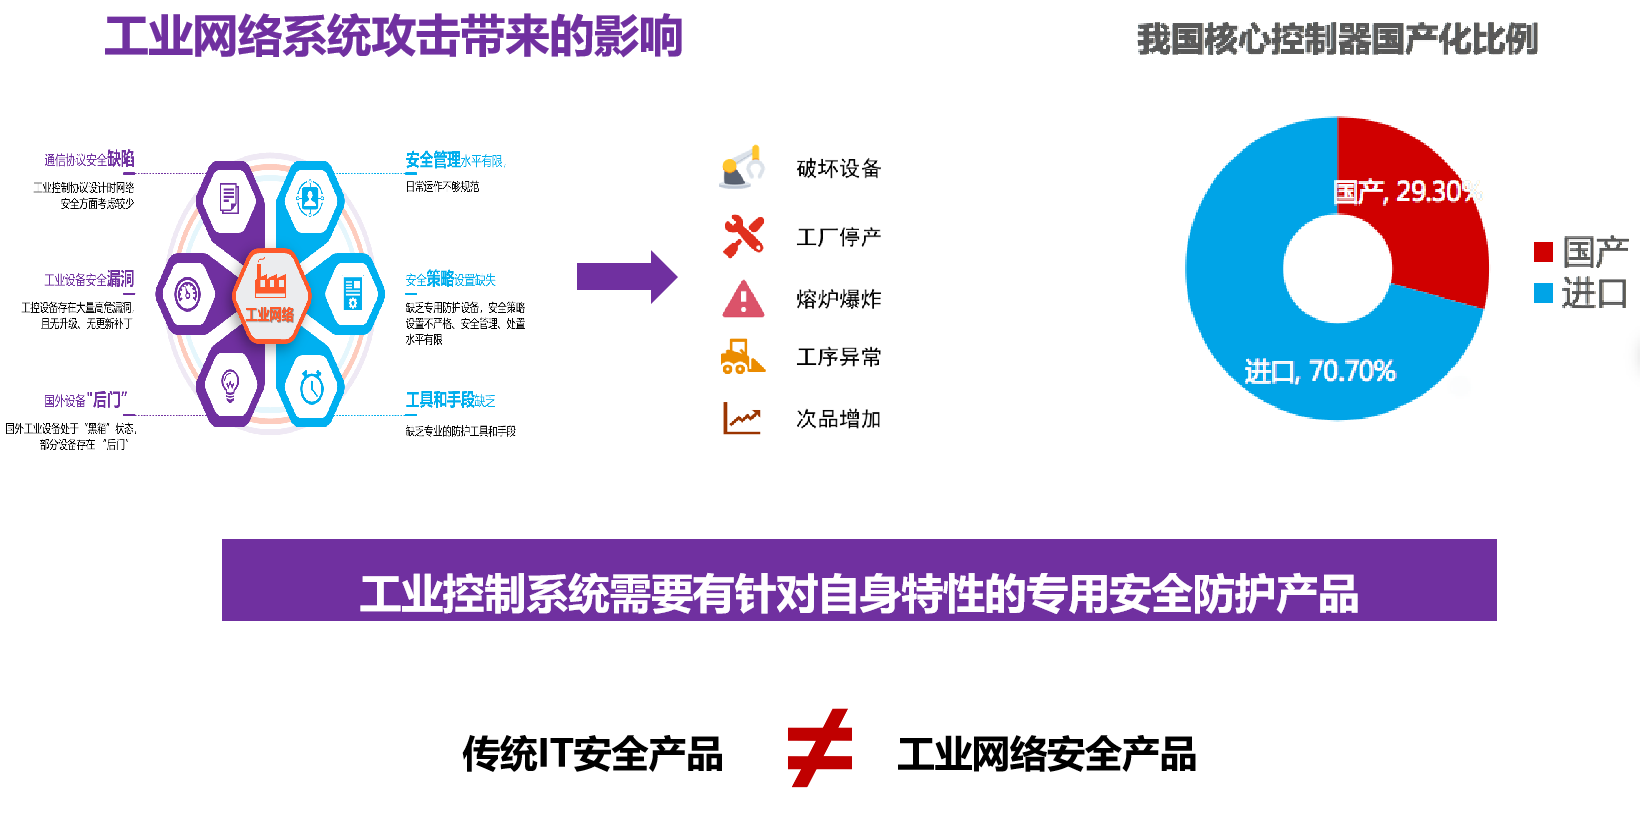 工业网络系统攻击带来的影响
通信协议安全缺陷
工业控制协议设计时网络
安全方面考虑较少
工业设备安全漏洞
工控设备存在大量高危漏洞,
且无升级、无更新补丁
国外设备"后门”
国外工业设备处于“黑箱”状态,
部分设备存在“后门”
工业网络
安全管理水平有限,
日常运作不够规范
安全策略设置缺失
缺乏专用防护设备，安全策略
设置不严格、安全管理、处置
水平有限
工具和手段缺乏
缺乏专业的防护工具和手段
破坏设备
工厂停产
熔炉爆炸
工序异常
次品增加
我国核心控制器国产化比例
国产, 29.30%
进口, 70.70%
国产
进口
工业控制系统需要有针对自身特性的专用安全防护产品
传统IT安全产品 ≠ 工业网络安全产品